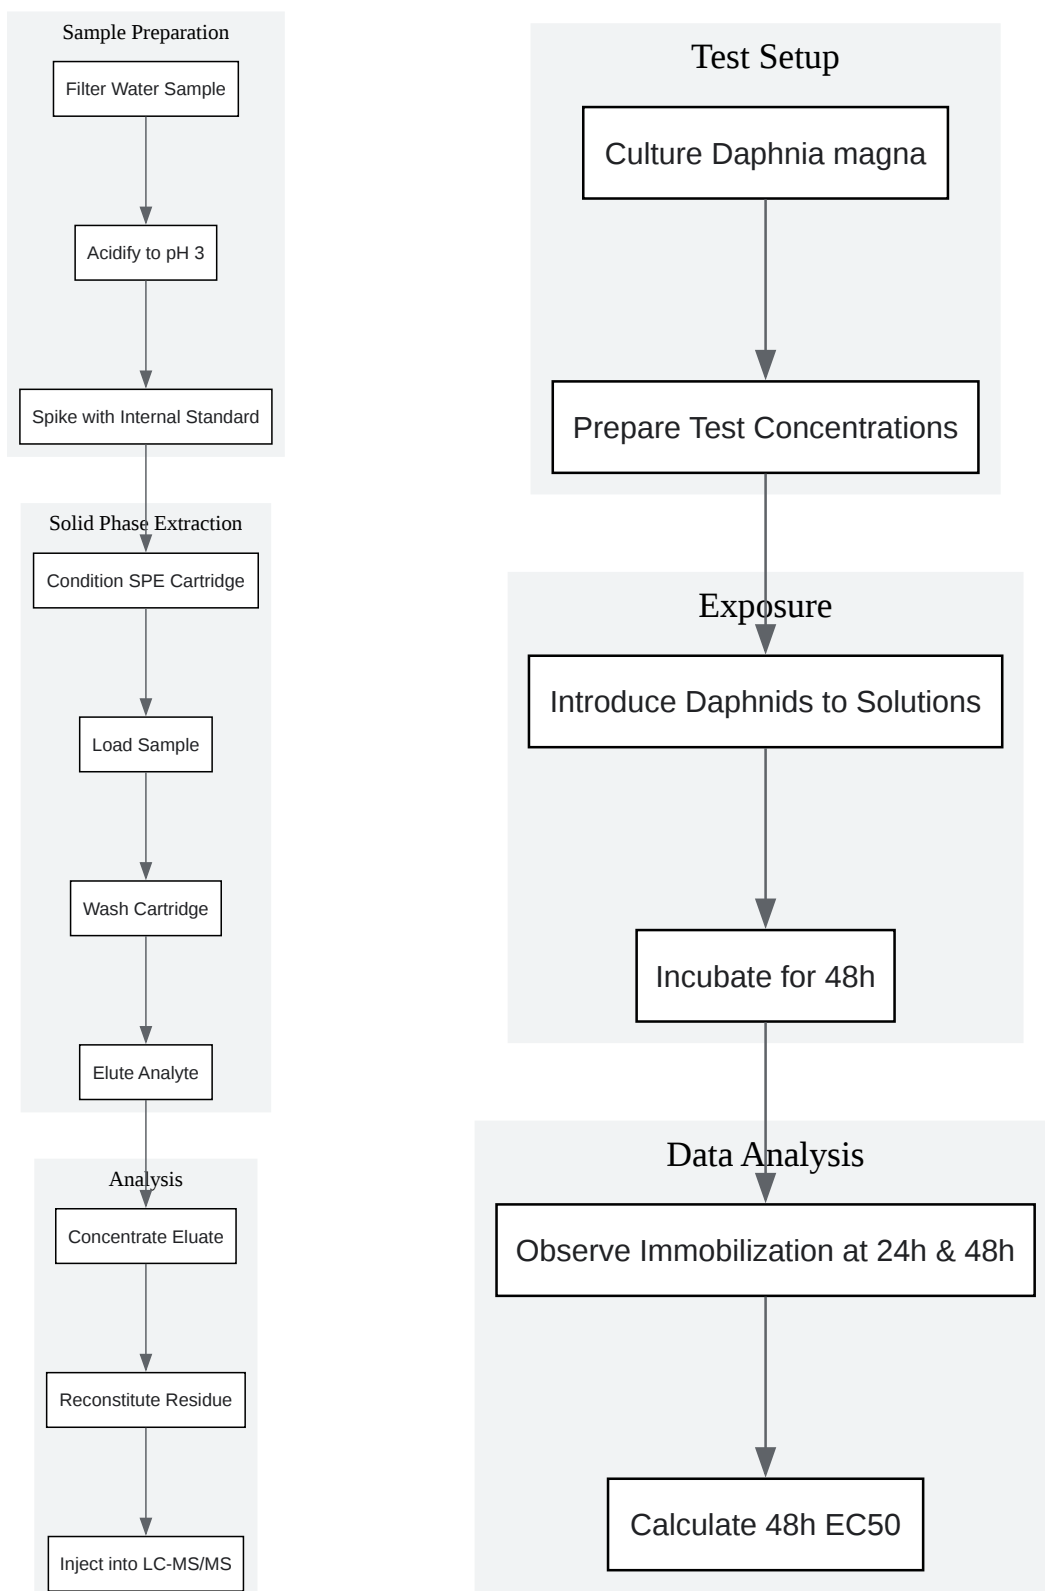 Sample Preparation
Filter Water Sample
Acidify to pH 3
Spike with Internal Standard
Solid Phase Extraction
Condition SPE Cartridge
Load Sample
Wash Cartridge
Elute Analyte
Analysis
Concentrate Eluate
Reconstitute Residue
Inject into LC-MS/MS
Test Setup
Culture Daphnia magna
Prepare Test Concentrations
Exposure
Introduce Daphnids to Solutions
Incubate for 48h
Data Analysis
Observe Immobilization at 24h & 48h
Calculate 48h EC50